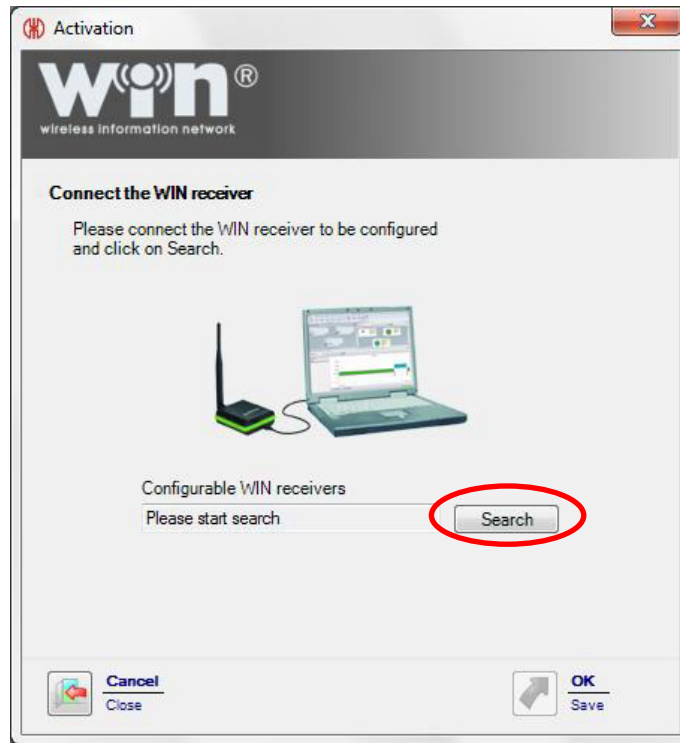 Activation
WIN®
wireless information network
Connect the WIN receiver
Please connect the WIN receiver to be configured
and click on Search.
Configurable WIN receivers
Please start search
Search
Cancel
Close
OK
Save